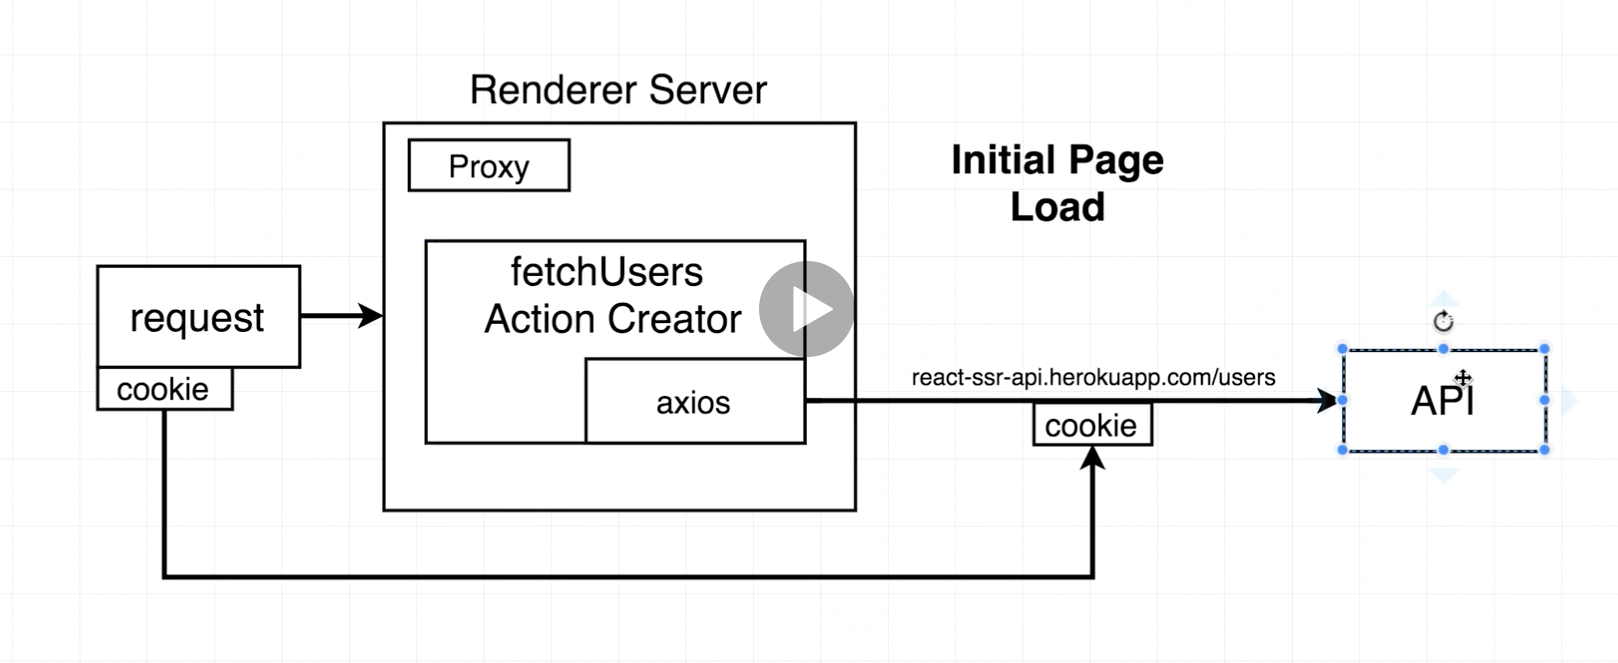 Renderer Server
Proxy
Initial Page
Load
fetchUsers
Action Creator
request
cookie
axios
react-ssr-api.herokuapp.com/users
cookie
API